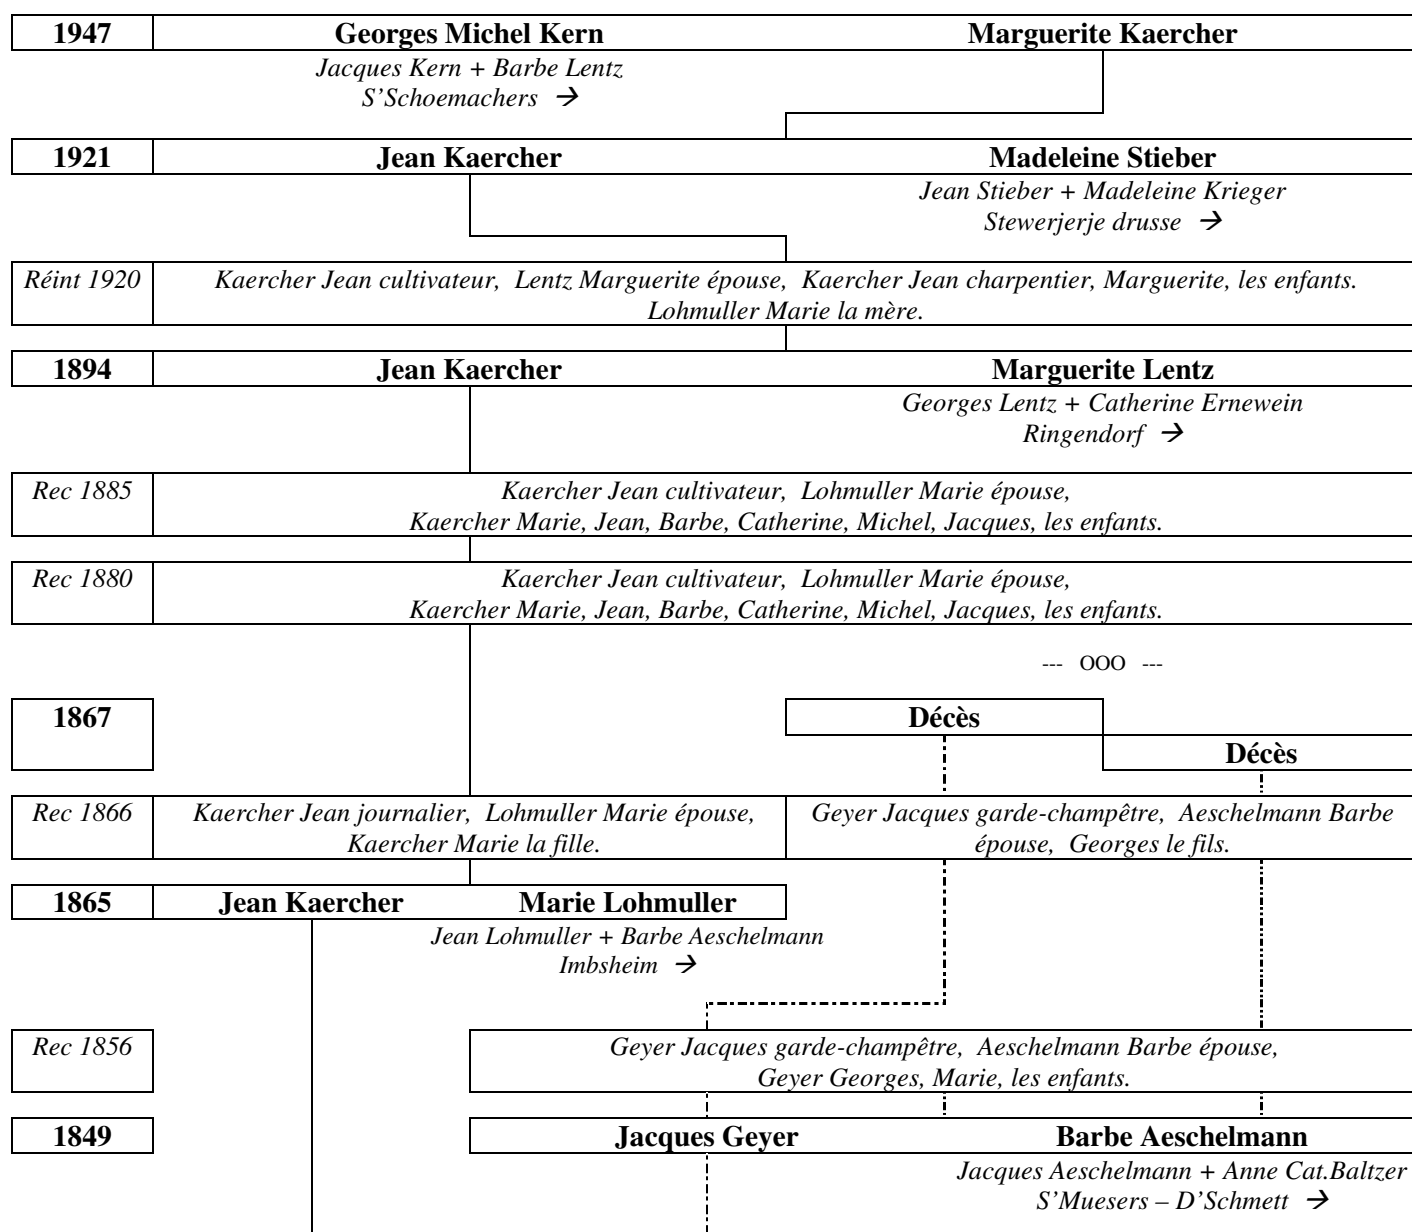 1947 Georges Michel Kern Marguerite Kaercher
Jacques Kern + Barbe Lentz
S'Schoemachers →
1921 Jean Kaercher Madeleine Stieber
Jean Stieber + Madeleine Krieger
Stewerjerje drusse →
Réint 1920 Kaercher Jean cultivateur, Lentz Marguerite épouse, Kaercher Jean charpentier, Marguerite, les enfants.
Lohmuller Marie la mère.
1894 Jean Kaercher Marguerite Lentz
Georges Lentz + Catherine Ernewein
Ringendorf →
Rec 1885 Kaercher Jean cultivateur, Lohmuller Marie épouse,
Kaercher Marie, Jean, Barbe, Catherine, Michel, Jacques, les enfants.
Rec 1880 Kaercher Jean cultivateur, Lohmuller Marie épouse,
Kaercher Marie, Jean, Barbe, Catherine, Michel, Jacques, les enfants.
--- OOO ---
1867 Décès
Décès
Rec 1866 Kaercher Jean journalier, Lohmuller Marie épouse,
Kaercher Marie la fille.
Geyer Jacques garde-champêtre, Aeschelmann Barbe
épouse, Georges le fils.
1865 Jean Kaercher Marie Lohmuller
Jean Lohmuller + Barbe Aeschelmann
Imbsheim →
Rec 1856 Geyer Jacques garde-champêtre, Aeschelmann Barbe épouse,
Geyer Georges, Marie, les enfants.
1849 Jacques Geyer Barbe Aeschelmann
Jacques Aeschelmann + Anne Cat.Baltzer
S'Muesers – D'Schmett →